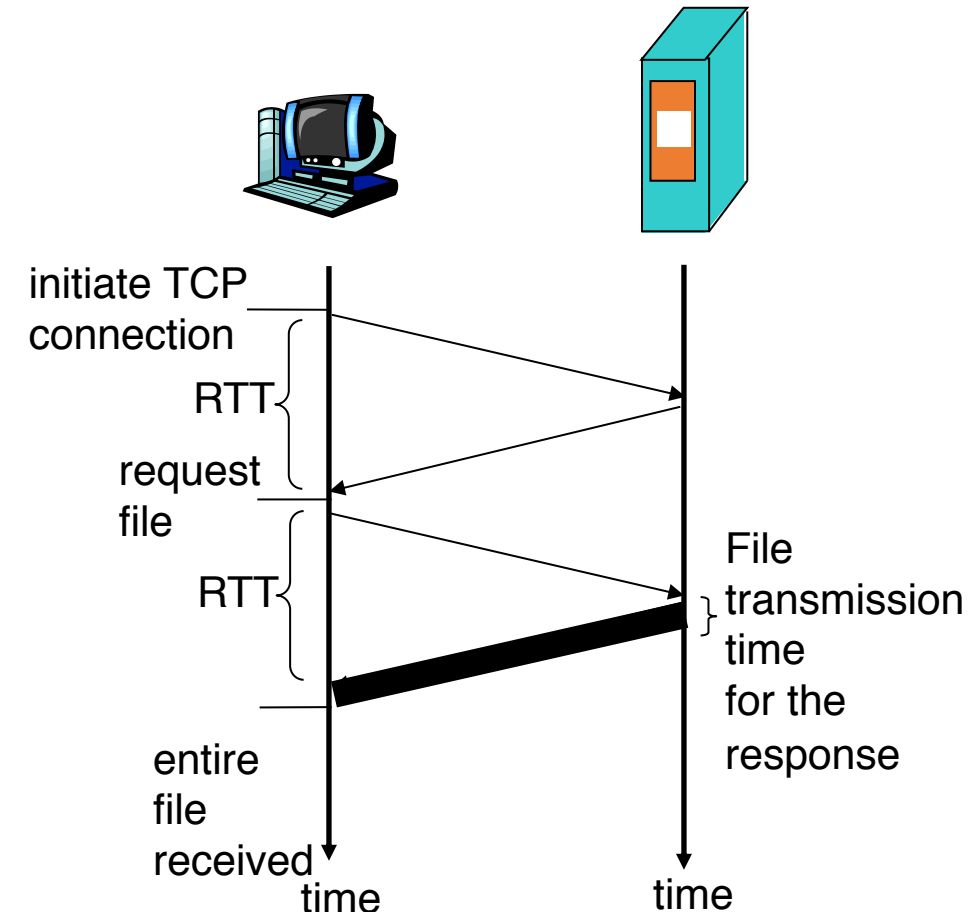 initiate TCP
connection
RTT
request
file
RTT
File
transmission
time
for the
response
entire
file
received
time
time